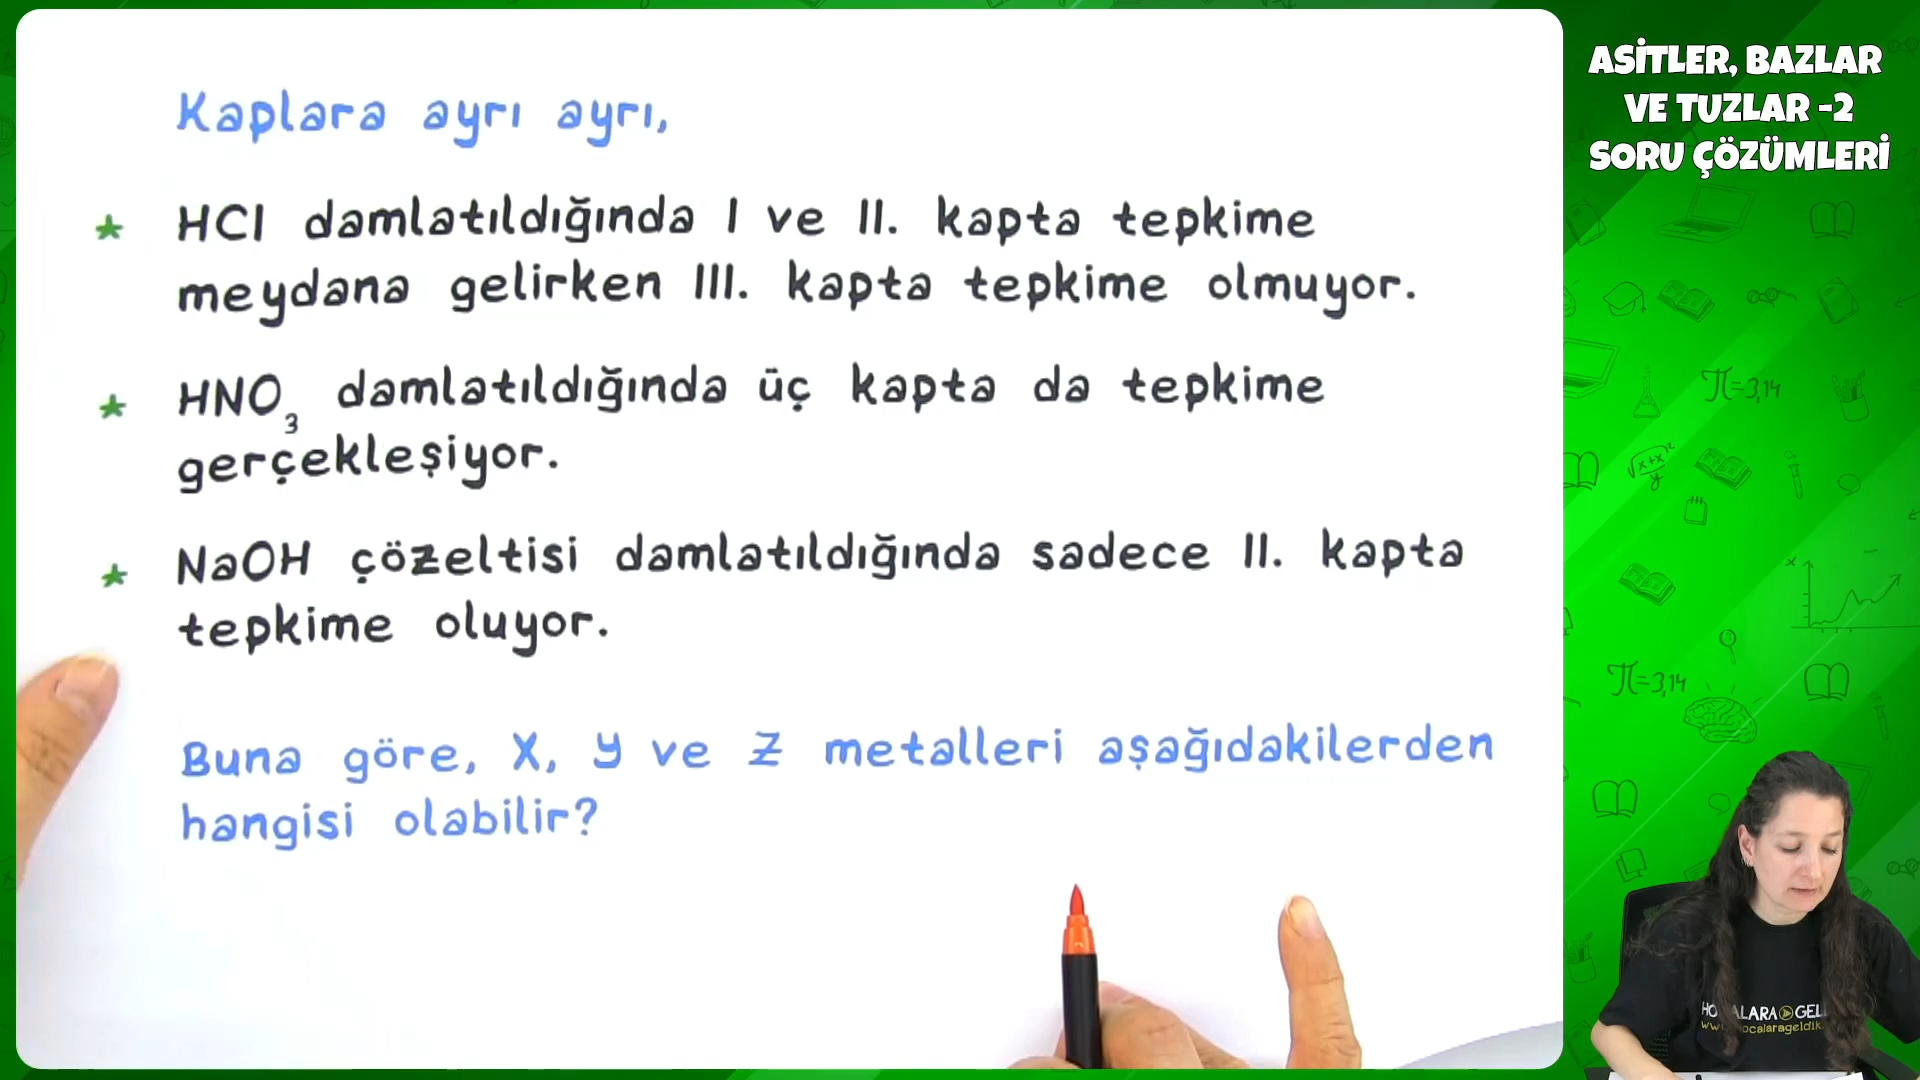 Kaplara ayrı ayrı,
★ HCl damlatıldığında I ve II. kapta tepkime
meydana gelirken III. kapta tepkime olmuyor.
★ HNO₃ damlatıldığında üç kapta da tepkime
gerçekleşiyor.
★ NaOH çözeltisi damlatıldığında sadece II. kapta
tepkime oluyor.
Buna göre, X, Y ve Z metalleri aşağıdakilerden
hangisi olabilir?
ASİTLER, BAZLAR
VE TUZLAR -2
SORU ÇÖZÜMLERİ
π=3,14
π=3,14